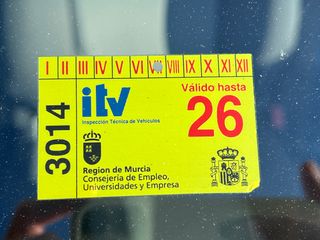 I II III IV V VI VIII IX X XI XII
3014
itv
Inspección Técnica de Vehículos
Válido hasta
26
Region de Murcia
Consejería de Empleo,
Universidades y Empresa